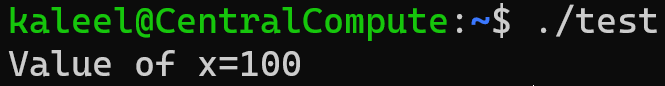 kaleel@CentralCompute:~$ ./test
Value of x=100